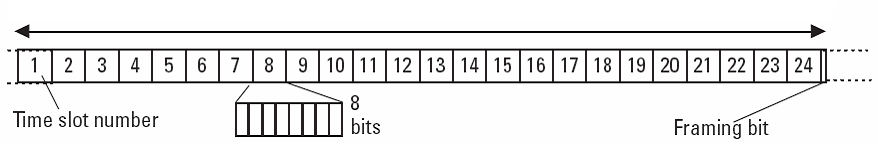 1 2 3 4 5 6 7 8 9 10 11 12 13 14 15 16 17 18 19 20 21 22 23 24
Time slot number
8
bits
Framing bit